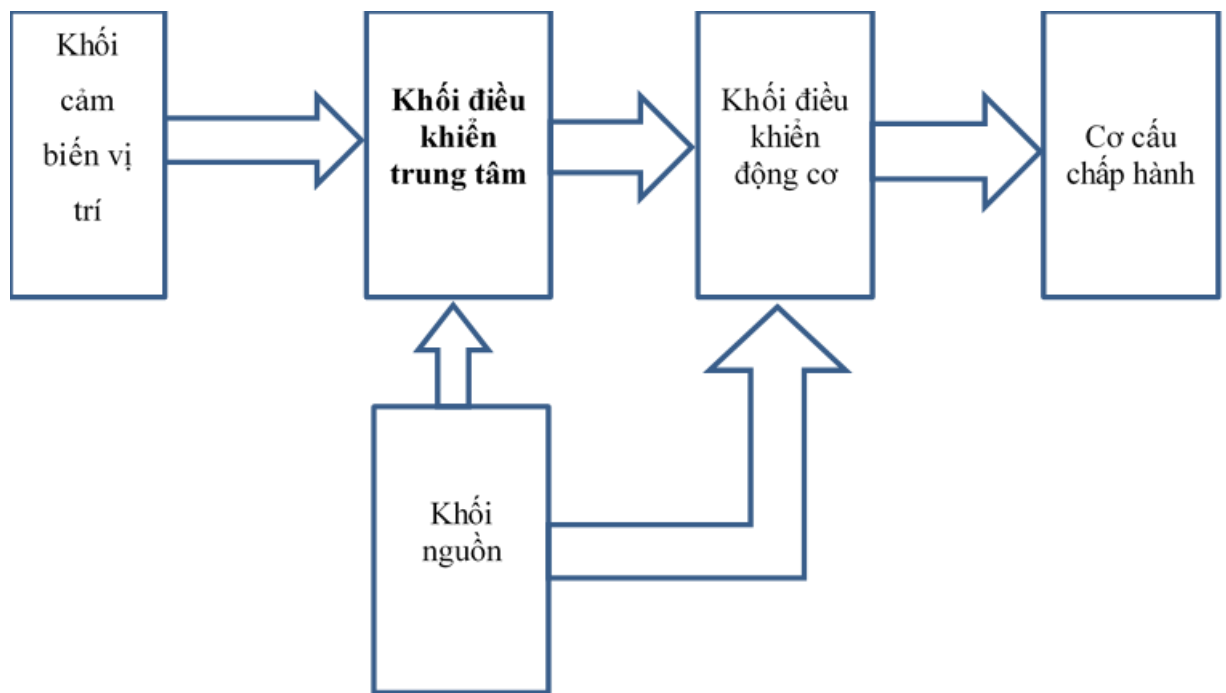 Khối
cảm
biến vị
trí
Khối điều
khiển
trung tâm
Khối điều
khiển
động cơ
Cơ cấu
chấp hành
Khối
nguồn